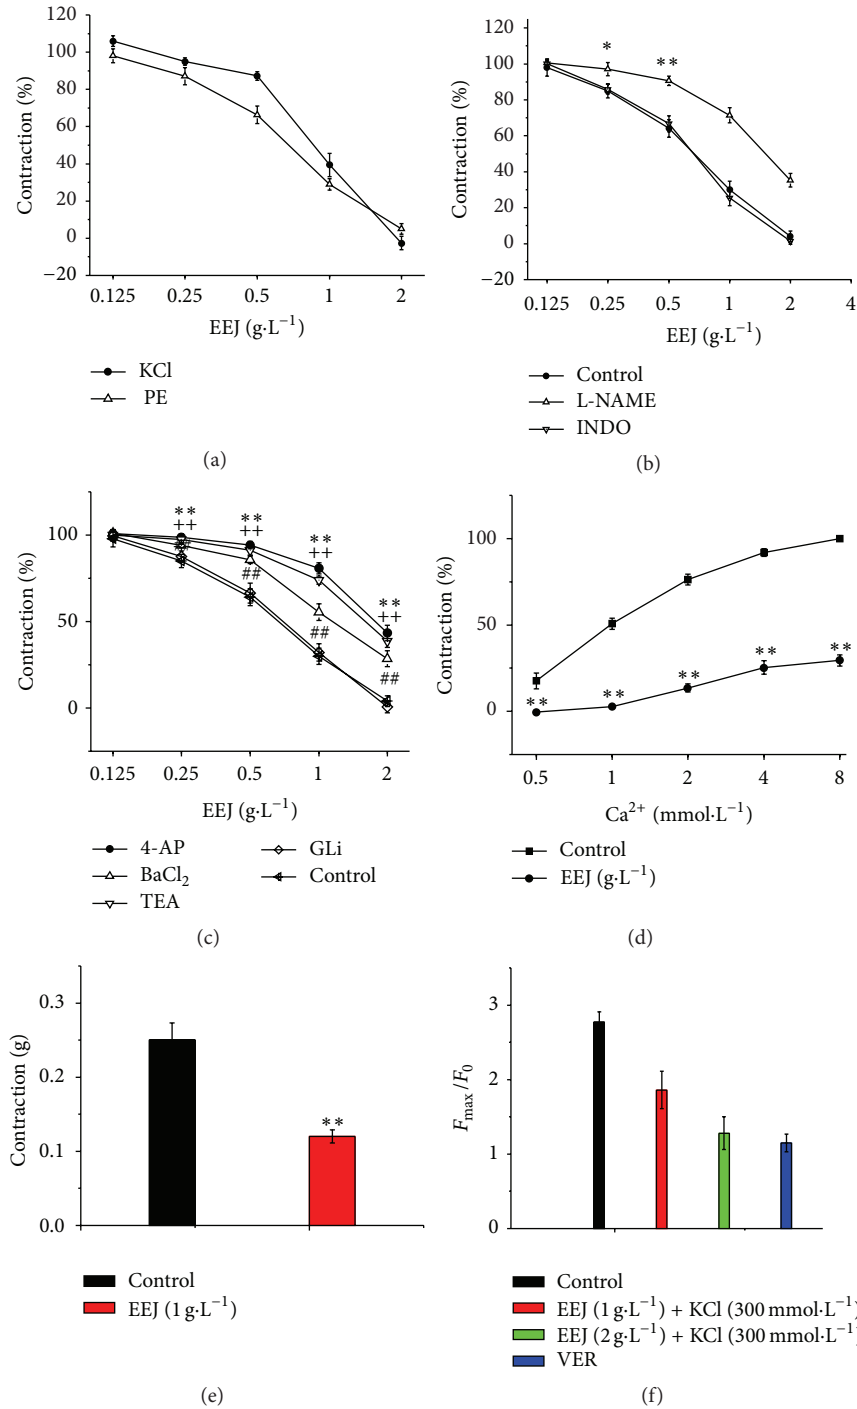 120
100
80
60
40
20
0
−20
Contraction (%)
0.125 0.25 0.5 1 2
EEJ (g·L⁻¹)
KCl
PE
(a)
120
100
80
60
40
20
0
−20
Contraction (%)
*
**
0.125 0.25 0.5 1 2 4
EEJ (g·L⁻¹)
Control
L-NAME
INDO
(b)
100
50
0
Contraction (%)
** ** ** **
++ ++ ++ ++
## ## ## ##
0.125 0.25 0.5 1 2
EEJ (g·L⁻¹)
4-AP GLi
BaCl₂ Control
TEA
(c)
100
50
0
Contraction (%)
** ** ** ** **
0.5 1 2 4 8
Ca²⁺ (mmol·L⁻¹)
Control
EEJ (g·L⁻¹)
(d)
0.3
0.2
0.1
0.0
Contraction (g)
**
Control
EEJ (1 g·L⁻¹)
(e)
3
2
1
0
Fmax/F0
Control
EEJ (1 g·L⁻¹) + KCl (300 mmol·L⁻¹)
EEJ (2 g·L⁻¹) + KCl (300 mmol·L⁻¹)
VER
(f)